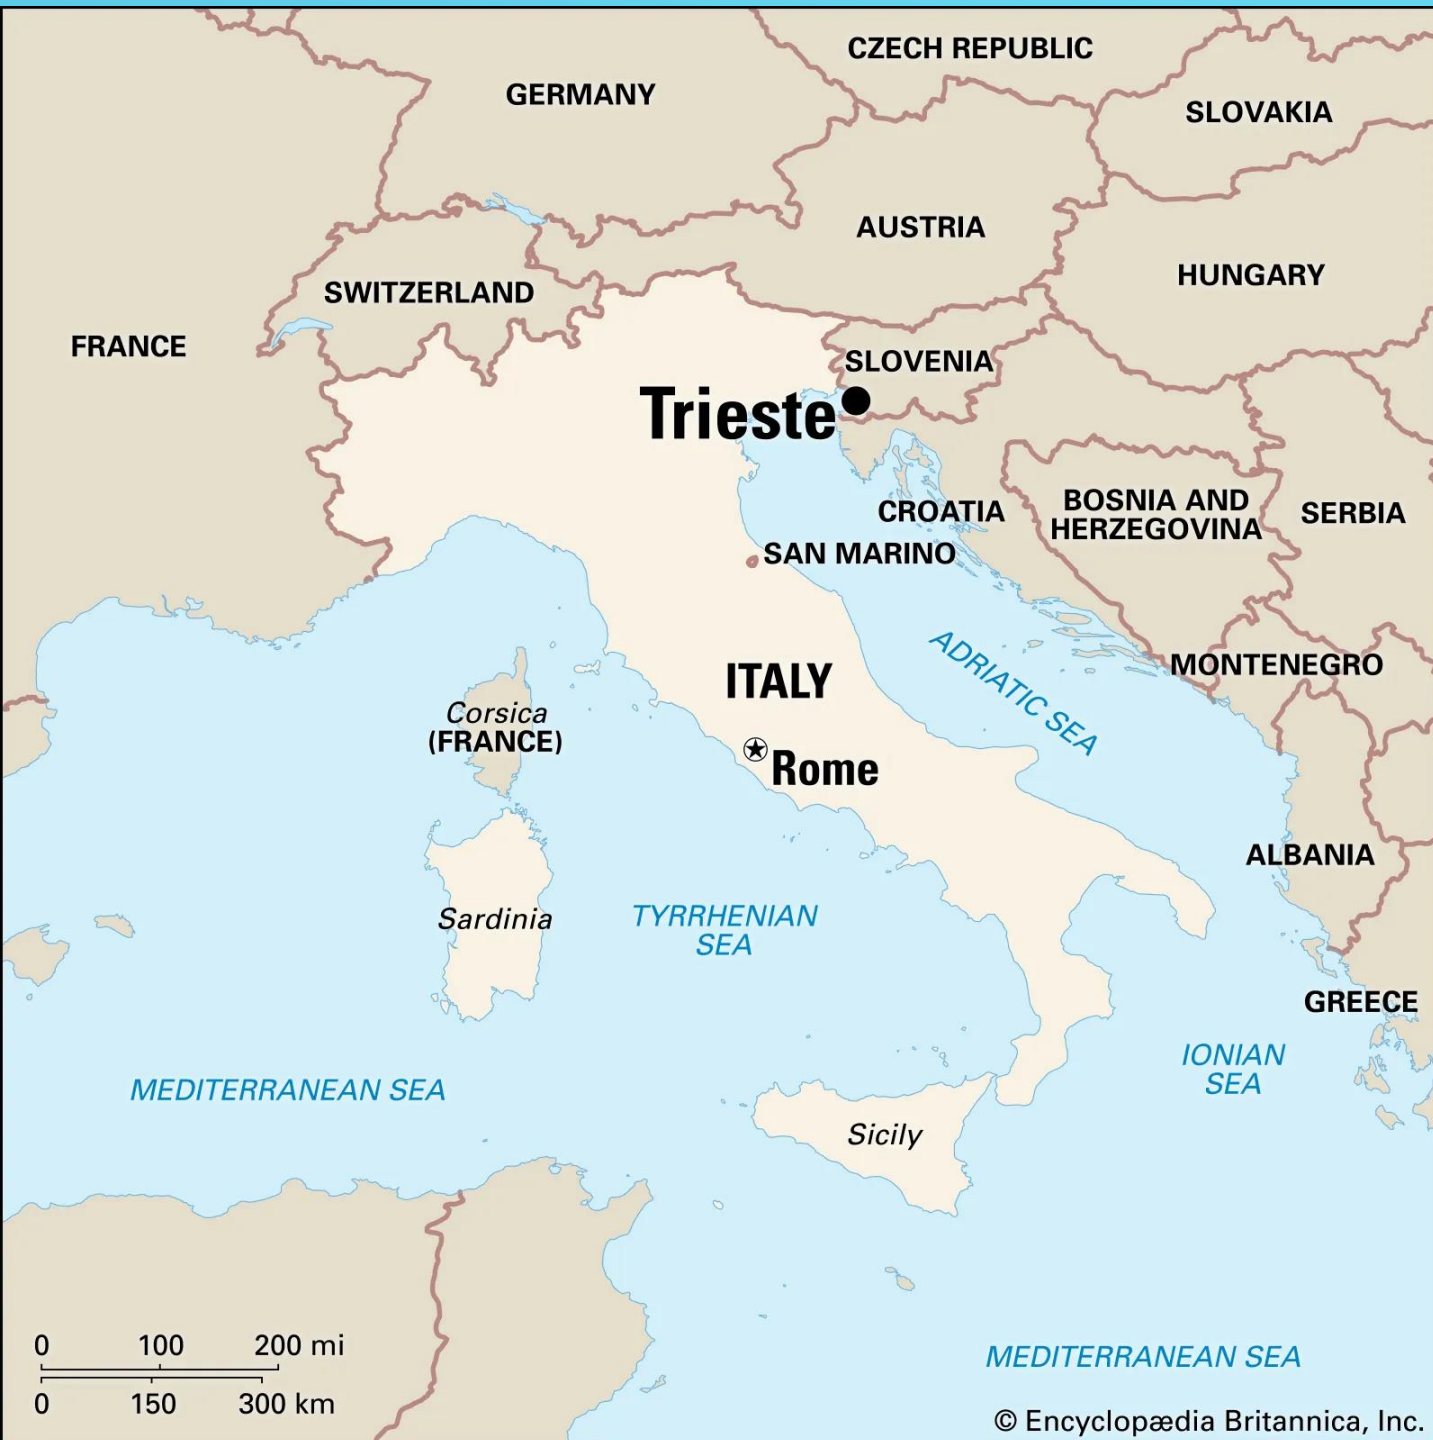 CZECH REPUBLIC
GERMANY
SLOVAKIA
AUSTRIA
HUNGARY
SWITZERLAND
FRANCE
SLOVENIA
Trieste
CROATIA
BOSNIA AND
HERZEGOVINA
SERBIA
SAN MARINO
ADRIATIC SEA
MONTENEGRO
ITALY
Corsica
(FRANCE)
Rome
ALBANIA
Sardinia
TYRRHENIAN
SEA
GREECE
IONIAN
SEA
MEDITERRANEAN SEA
Sicily
0 100 200 mi
0 150 300 km
MEDITERRANEAN SEA
© Encyclopædia Britannica, Inc.